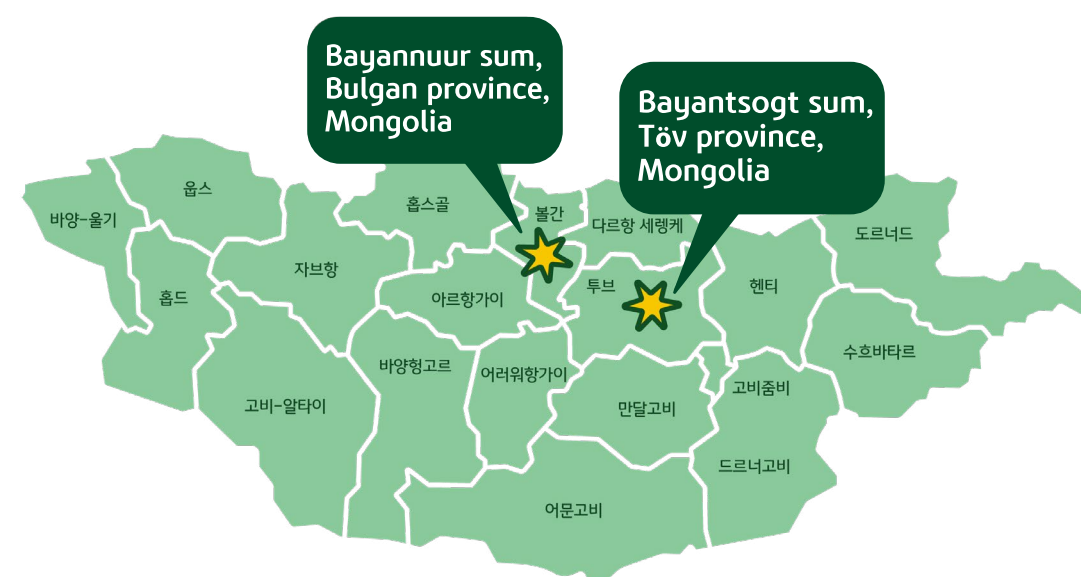 Bayannuur sum,
Bulgan province,
Mongolia
Bayantsogt sum,
Töv province,
Mongolia
웁스
바양-울기
홉스골
볼간
다르항 세렝케
도르너드
자브항
홉드
아르항가이
투브
헨티
수흐바타르
바양헝고르
어러워항가이
고비줌비
고비-알타이
만달고비
드르너고비
어문고비